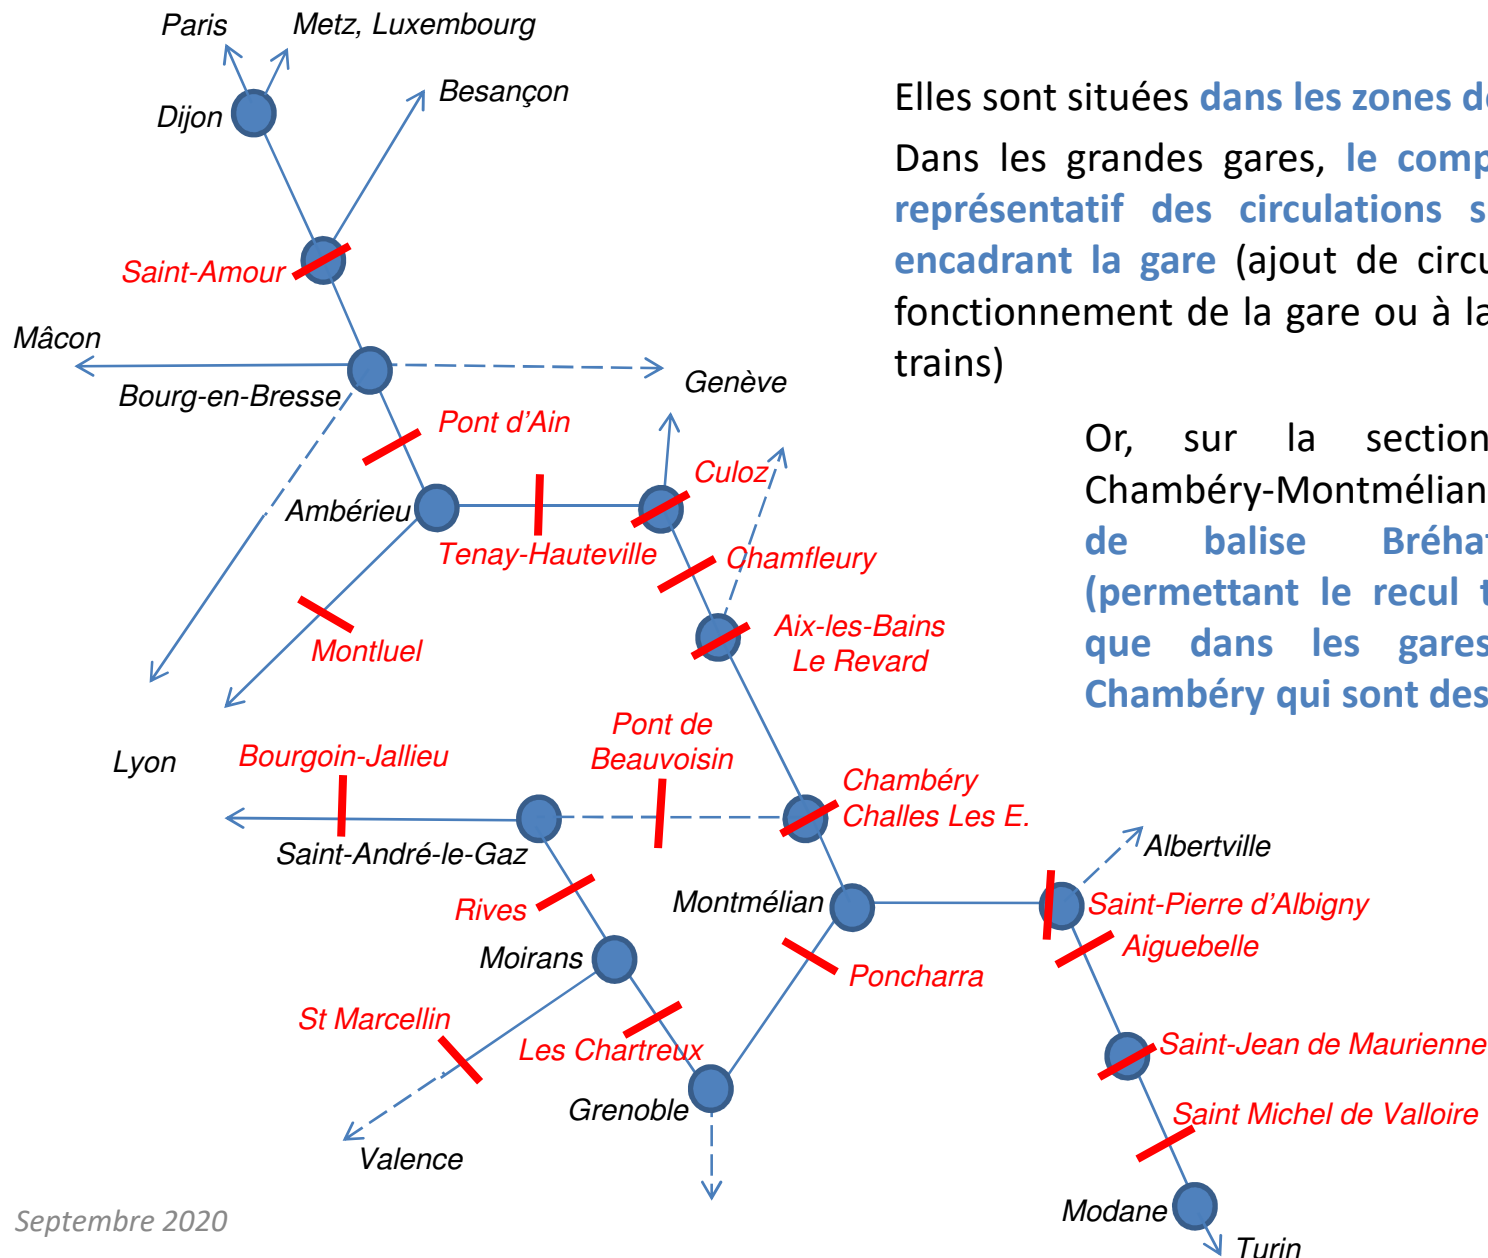 Paris
Metz, Luxembourg
Besançon
Dijon
Saint-Amour
Mâcon
Bourg-en-Bresse
Genève
Pont d'Ain
Culoz
Ambérieu
Tenay-Hauteville
Chamfleury
Montluel
Aix-les-Bains
Le Revard
Lyon
Bourgoin-Jallieu
Pont de
Beauvoisin
Chambéry
Challes Les E.
Saint-André-le-Gaz
Albertville
Rives
Montmélian
Saint-Pierre d'Albigny
Aiguebelle
Moirans
Poncharra
St Marcellin
Les Chartreux
Saint-Jean de Maurienne
Grenoble
Saint Michel de Valloire
Valence
Modane
Turin
Elles sont situées dans les zones de
Dans les grandes gares, le comp
représentatif des circulations s
encadrant la gare (ajout de circu
fonctionnement de la gare ou à la
trains)
Or, sur la section
Chambéry-Montmélian
de balise Bréha
(permettant le recul t
que dans les gares
Chambéry qui sont des
Septembre 2020